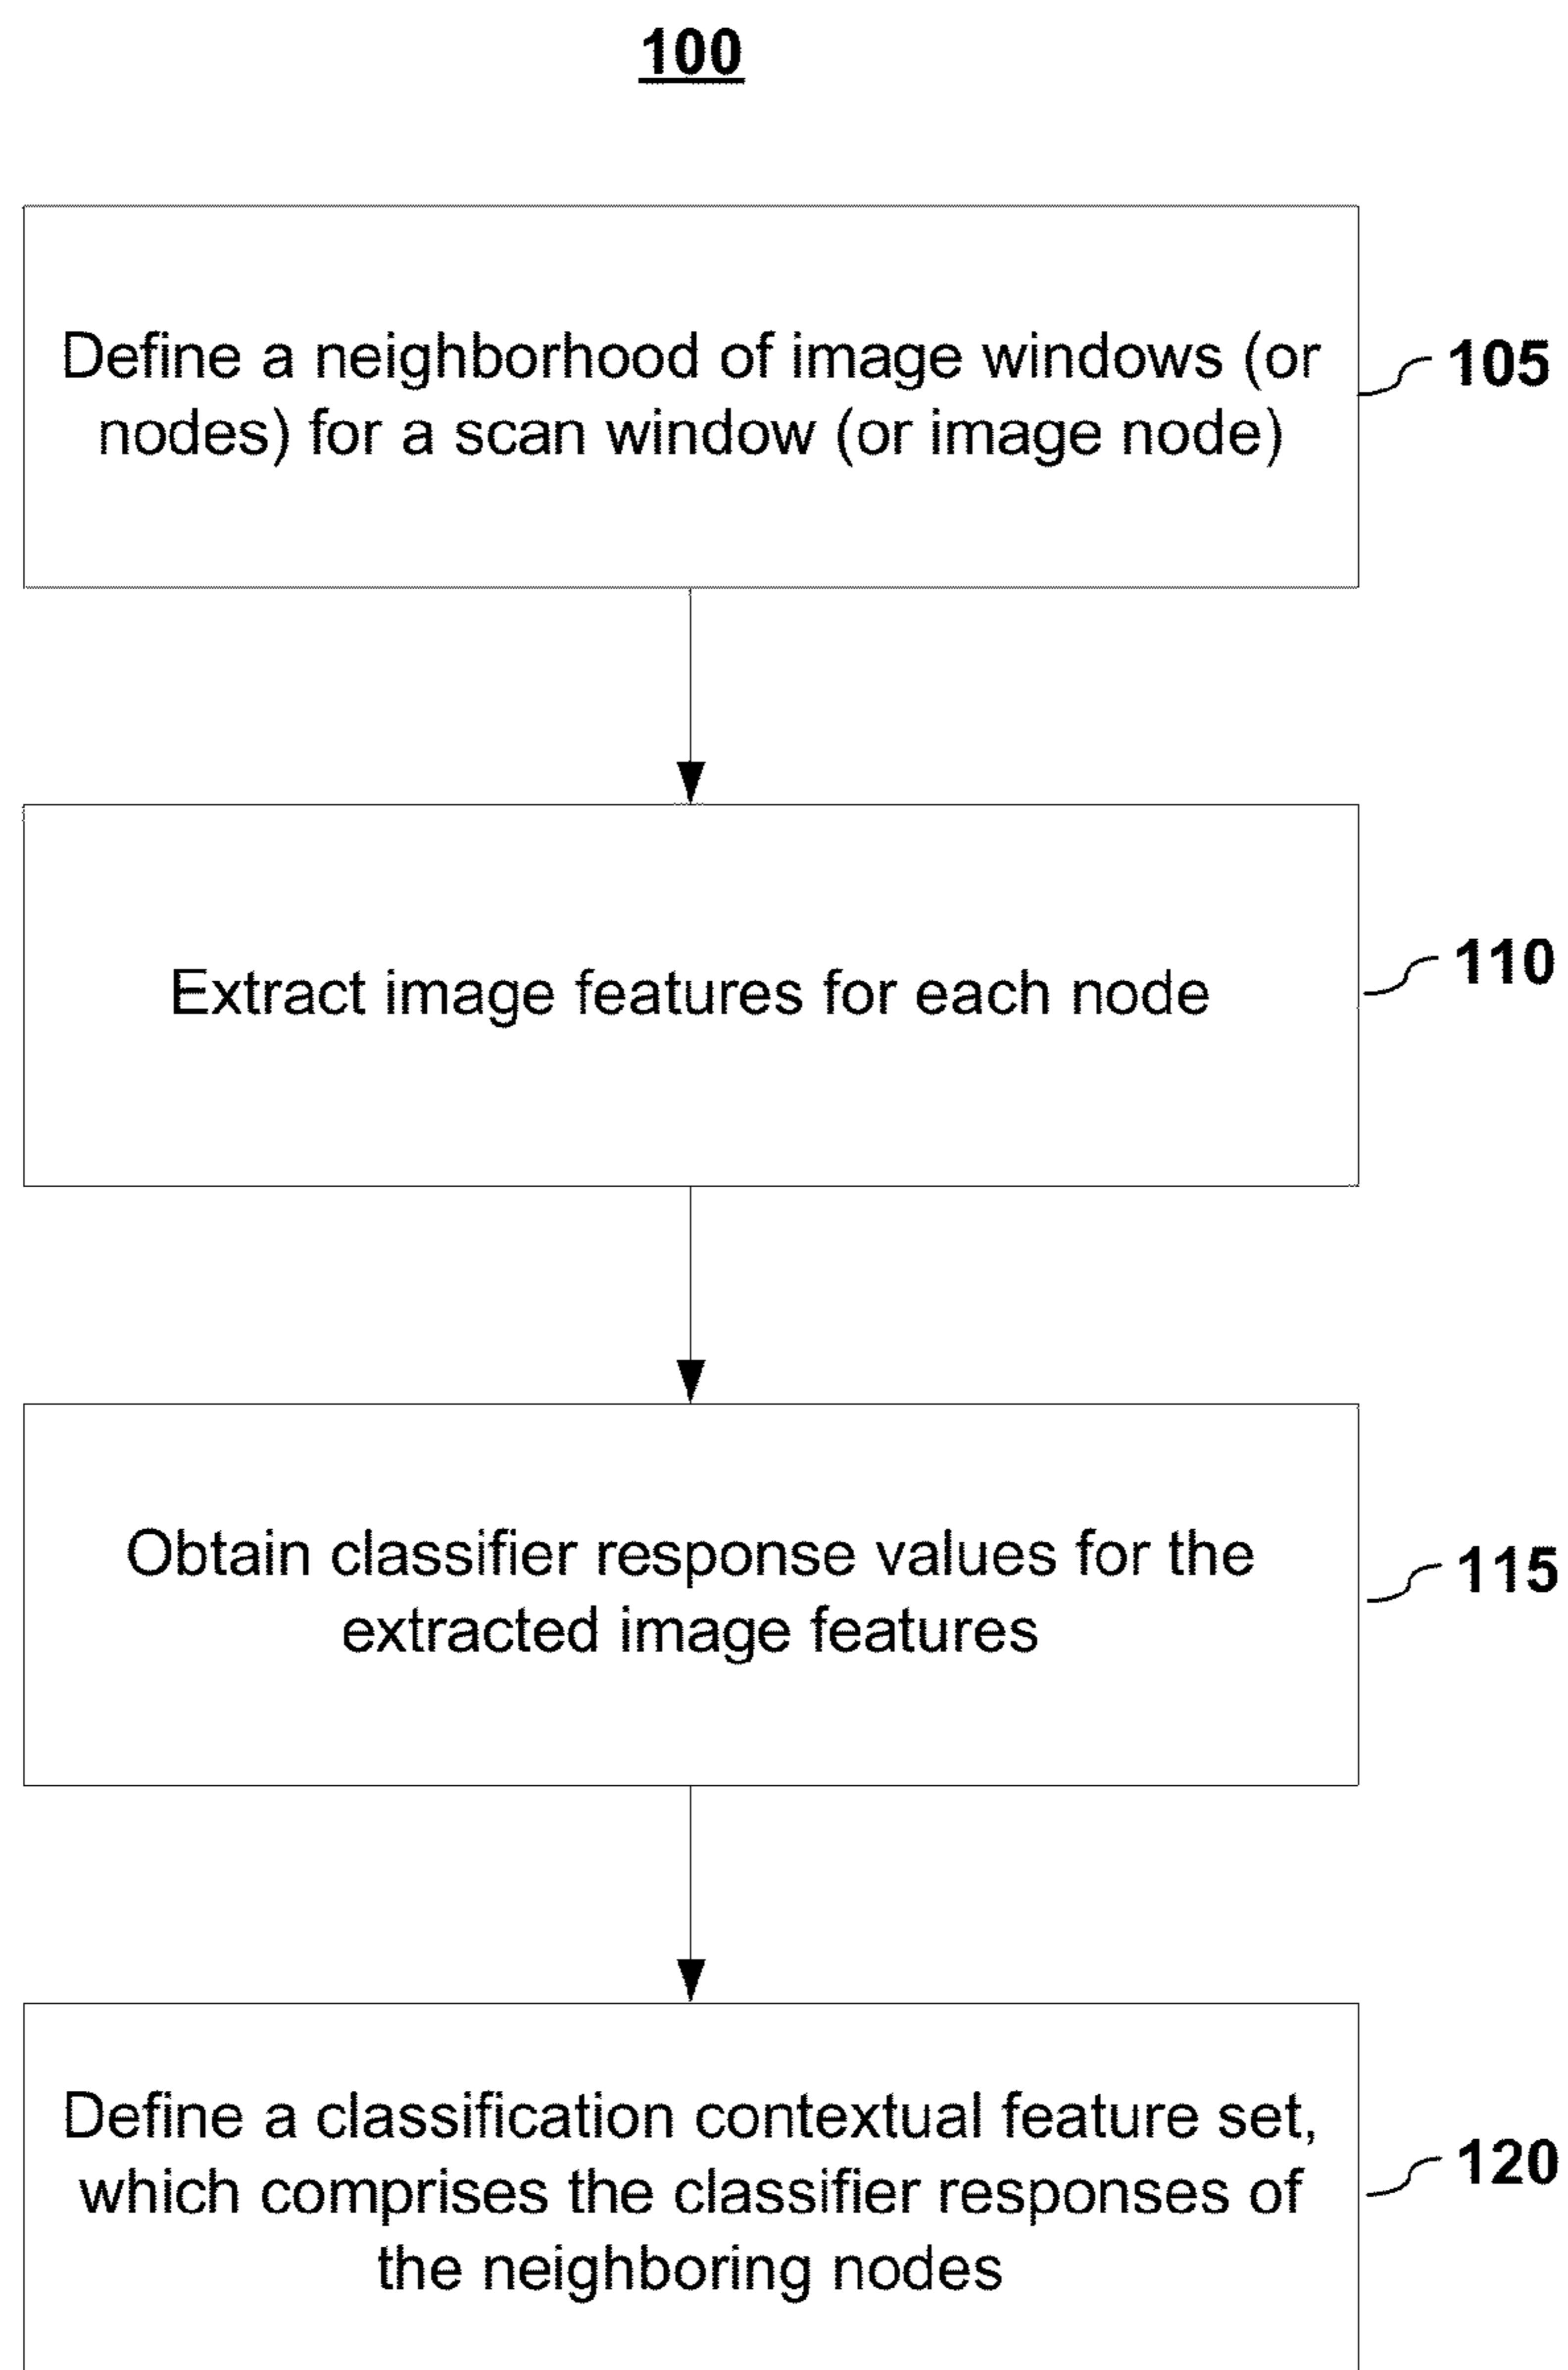 100
Define a neighborhood of image windows (or
nodes) for a scan window (or image node)
105
Extract image features for each node
110
Obtain classifier response values for the
extracted image features
115
Define a classification contextual feature set,
which comprises the classifier responses of
the neighboring nodes
120